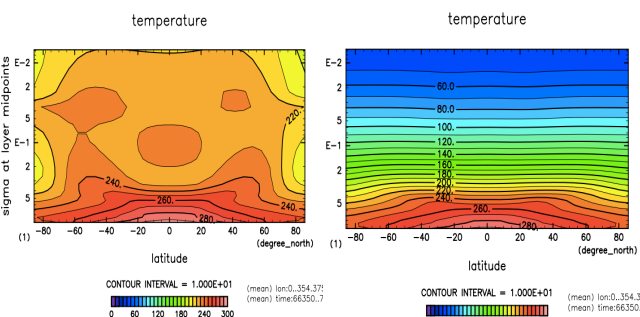 temperature
sigma at layer midpoints
E-2
2
5
E-1
2
5
(1)
220.
240.
260.
280.
-80 -60 -40 -20 0 20 40 60 80
(degree_north)
latitude
CONTOUR INTERVAL = 1.000E+01
0 60 120 180 240 300
(mean) lon:0..354.375
(mean) time:66350..7
temperature
E-2
2
5
E-1
2
5
(1)
60.0
80.0
100.
120.
140.
160.
180.
200.
220.
240.
260.
280.
-80 -60 -40 -20 0 20 40 60 80
(degree_north)
latitude
CONTOUR INTERVAL = 1.000E+01
(mean) lon:0..354.3
(mean) time:66350.